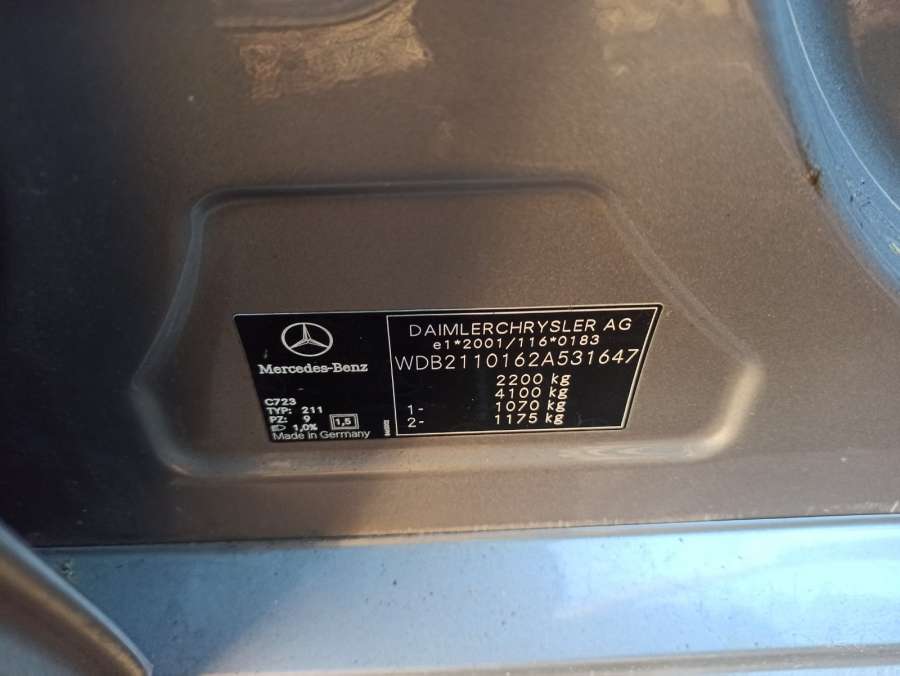 Mercedes-Benz
C723
TYP: 211
PZ: 9
1,0% 1,5
Made in Germany
DAIMLERCHRYSLER AG
e1*2001/116*0183
WDB2110162A531647
2200 kg
4100 kg
1- 1070 kg
2- 1175 kg